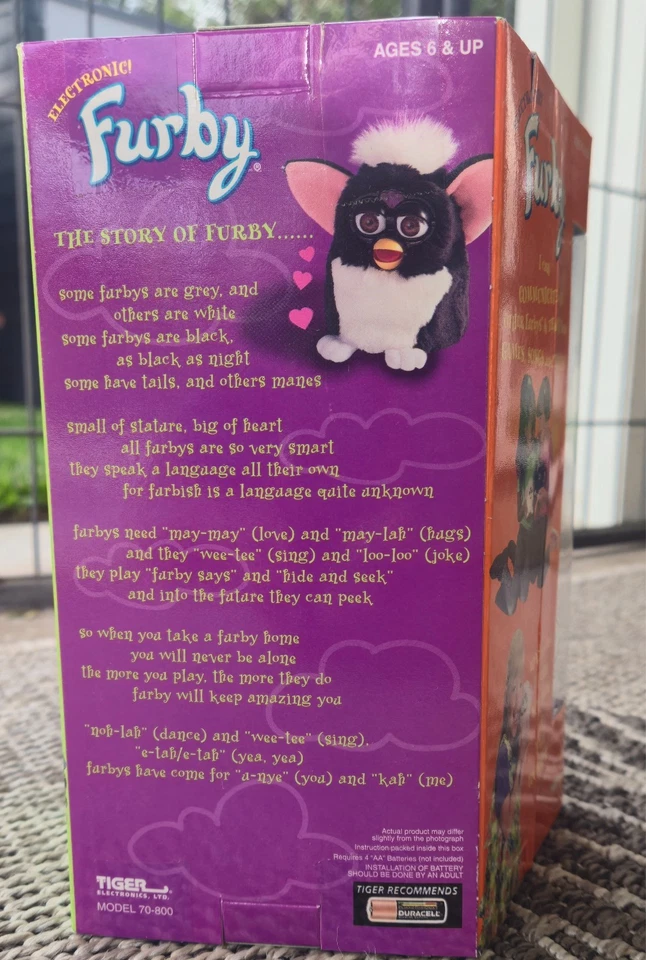 AGES 6 & UP
ELECTRONIC!
Furby®
THE STORY OF FURBY......
some furbys are grey, and
others are white
some furbys are black,
as black as night
some have tails, and others manes
small of stature, big of heart
all furbys are so very smart
they speak a language all their own
for furbish is a language quite unknown
furbys need "may-may" (love) and "may-lah" (hugs)
and they "wee-tee" (sing) and "loo-loo" (joke)
they play "furby says" and "hide and seek"
and into the future they can peek
so when you take a furby home
you will never be alone
the more you play, the more they do
furby will keep amazing you
"noh-lah" (dance) and "wee-tee" (sing),
"e-tah/e-tah" (yea, yea)
furbys have come for "u-nye" (you) and "kah" (me)
Actual product may differ
slightly from the photograph
Instruction packed inside this box
Requires 4 "AA" Batteries (not included)
INSTALLATION OF BATTERY
SHOULD BE DONE BY AN ADULT
TIGER®
ELECTRONICS, LTD.
MODEL 70-800
TIGER RECOMMENDS
DURACELL
Furby
I can